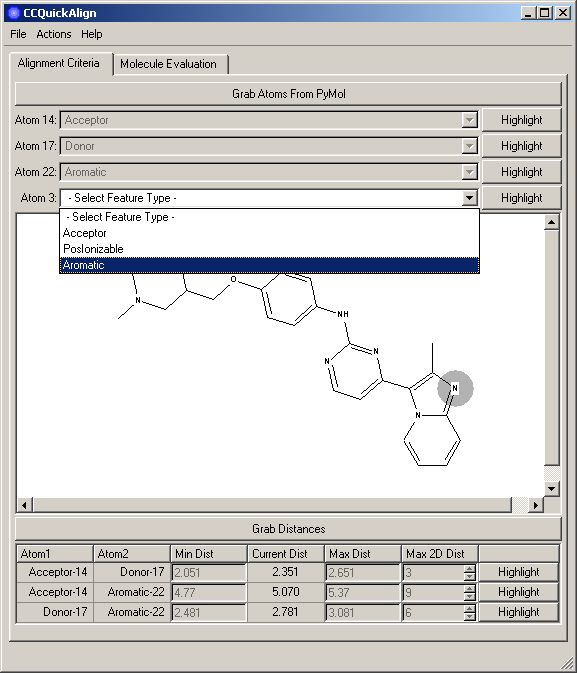 CCQuickAlign
File Actions Help
Alignment Criteria Molecule Evaluation
Grab Atoms From PyMol
Atom 14: Acceptor Highlight
Atom 17: Donor Highlight
Atom 22: Aromatic Highlight
Atom 3: - Select Feature Type - Highlight
- Select Feature Type -
Acceptor
PosIonizable
Aromatic
O
N
NH
N
N
N
N
Grab Distances
Atom1 Atom2 Min Dist Current Dist Max Dist Max 2D Dist
Acceptor-14 Donor-17 2.051 2.351 2.651 3 Highlight
Acceptor-14 Aromatic-22 4.77 5.070 5.37 9 Highlight
Donor-17 Aromatic-22 2.481 2.781 3.081 6 Highlight